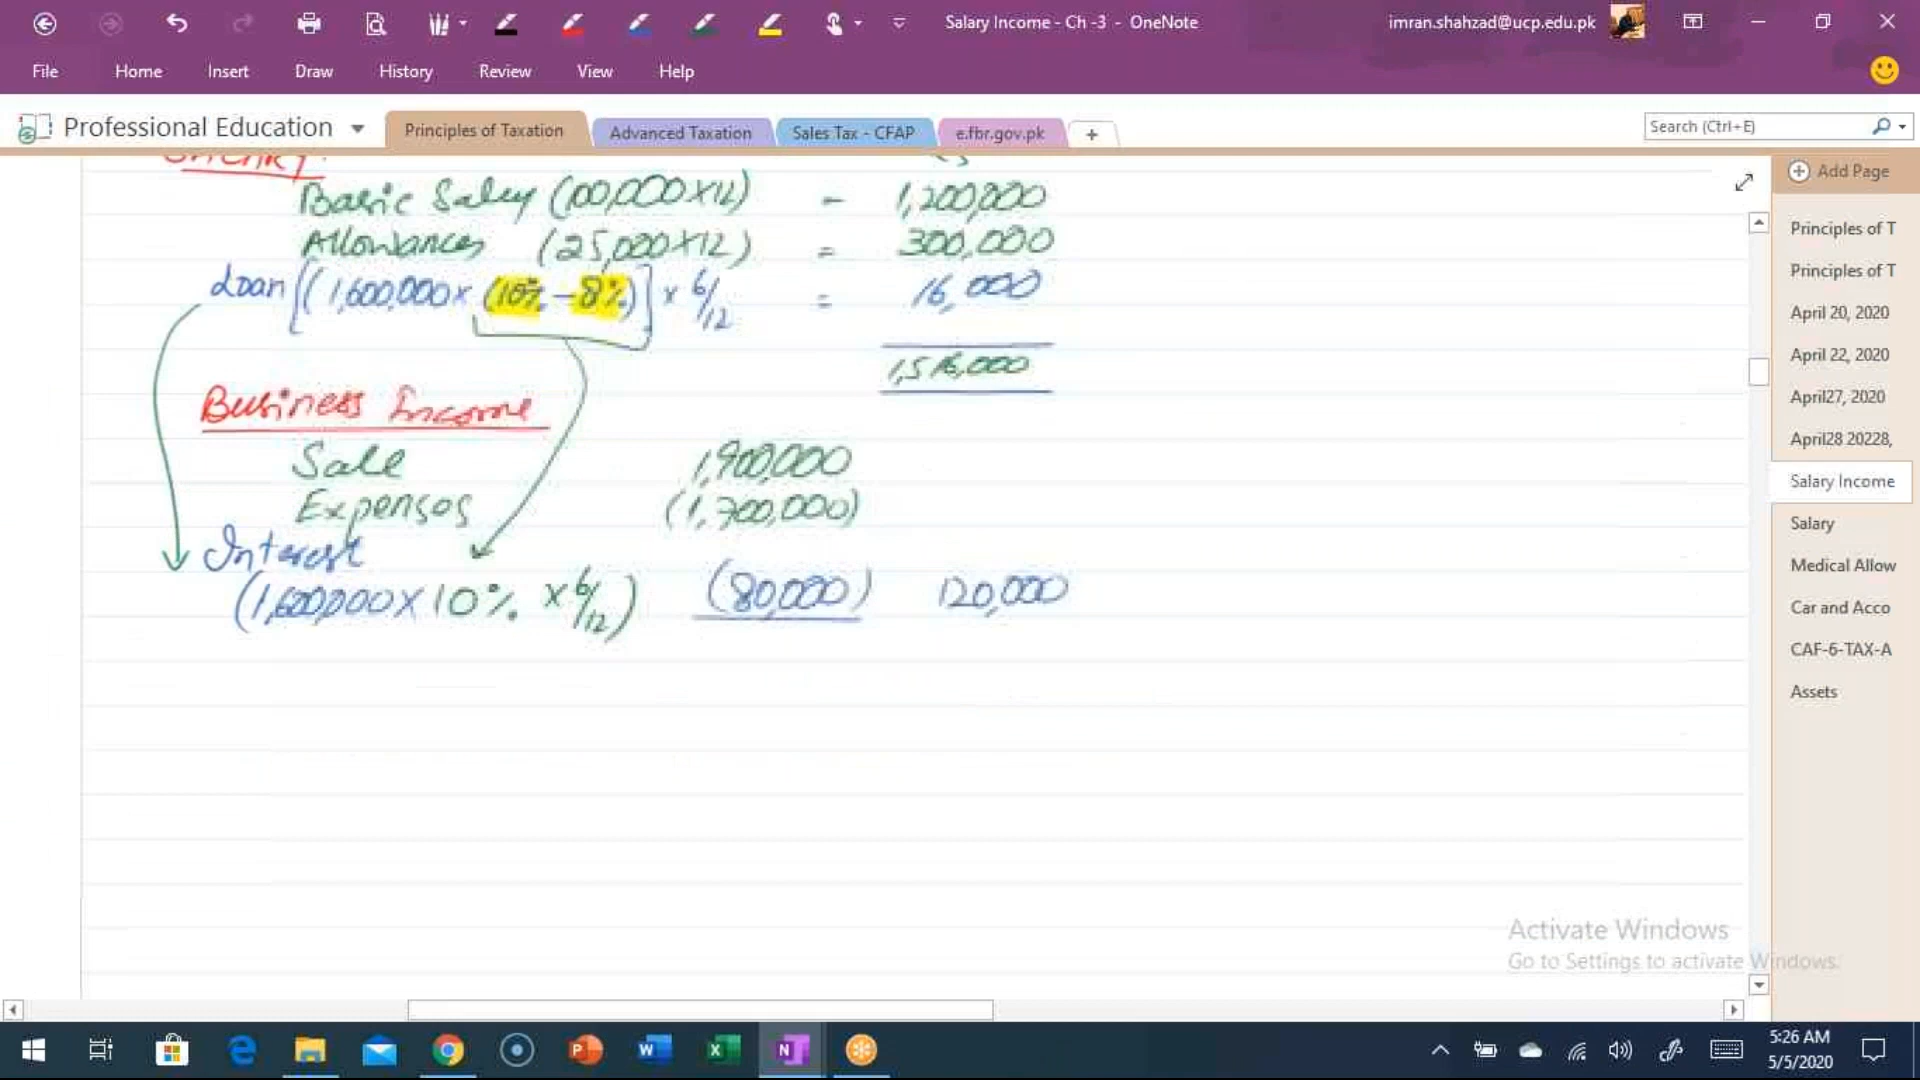 Salary Income - Ch -3 - OneNote
imran.shahzad@ucp.edu.pk
File Home Insert Draw History Review View Help
Professional Education
Principles of Taxation
Advanced Taxation
Sales Tax - CFAP
e.fbr.gov.pk
Search (Ctrl+E)
Basic Salary (100,000x12) - 1,200,000
Allowances (25,000x12) = 300,000
Loan [(1,600,000x (10% - 8%)] x 6/12 = 16,000
1,516,000
Business Income
Sale 1,900,000
Expenses (1,700,000)
Interest
(1,600,000 x 10% x 6/12) (80,000) 120,000
Add Page
Principles of T
Principles of T
April 20, 2020
April 22, 2020
April27, 2020
April28 20228,
Salary Income
Salary
Medical Allow
Car and Acco
CAF-6-TAX-A
Assets
Activate Windows
Go to Settings to activate Windows.
5:26 AM
5/5/2020